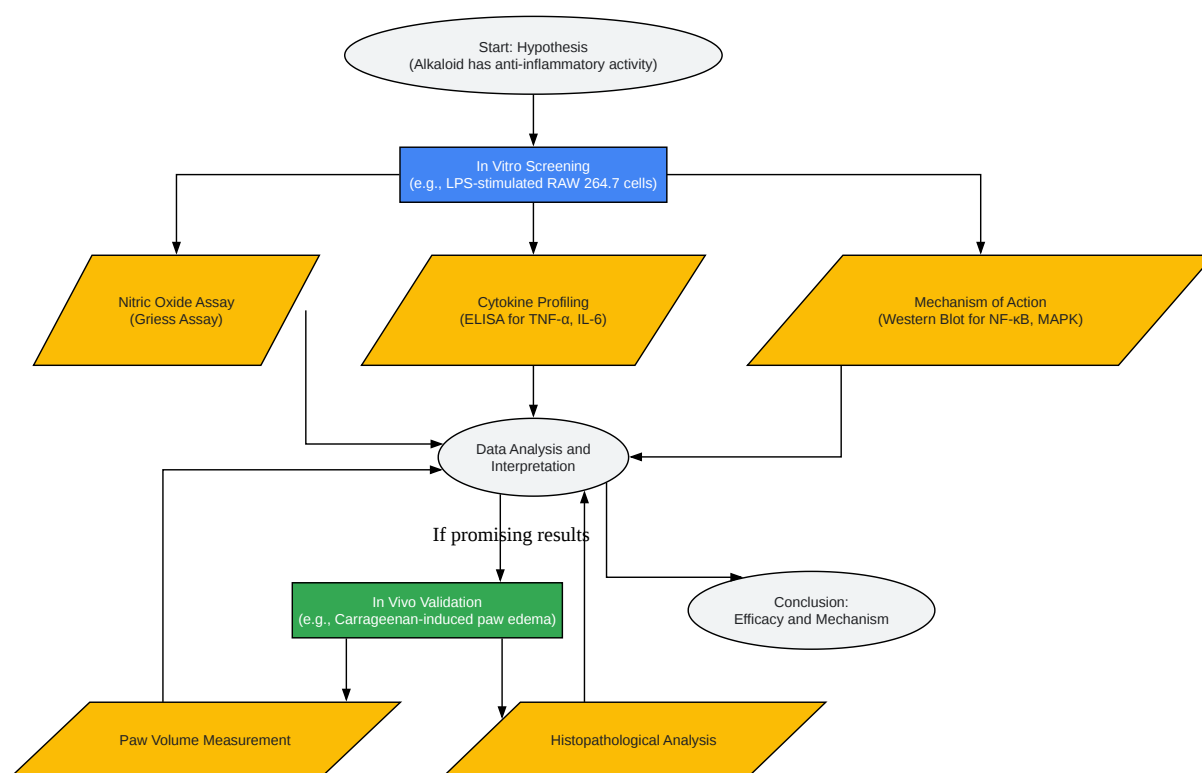 Start: Hypothesis
(Alkaloid has anti-inflammatory activity)
In Vitro Screening
(e.g., LPS-stimulated RAW 264.7 cells)
Nitric Oxide Assay
(Griess Assay)
Cytokine Profiling
(ELISA for TNF-α, IL-6)
Mechanism of Action
(Western Blot for NF-κB, MAPK)
Data Analysis and
Interpretation
If promising results
In Vivo Validation
(e.g., Carrageenan-induced paw edema)
Conclusion:
Efficacy and Mechanism
Paw Volume Measurement
Histopathological Analysis